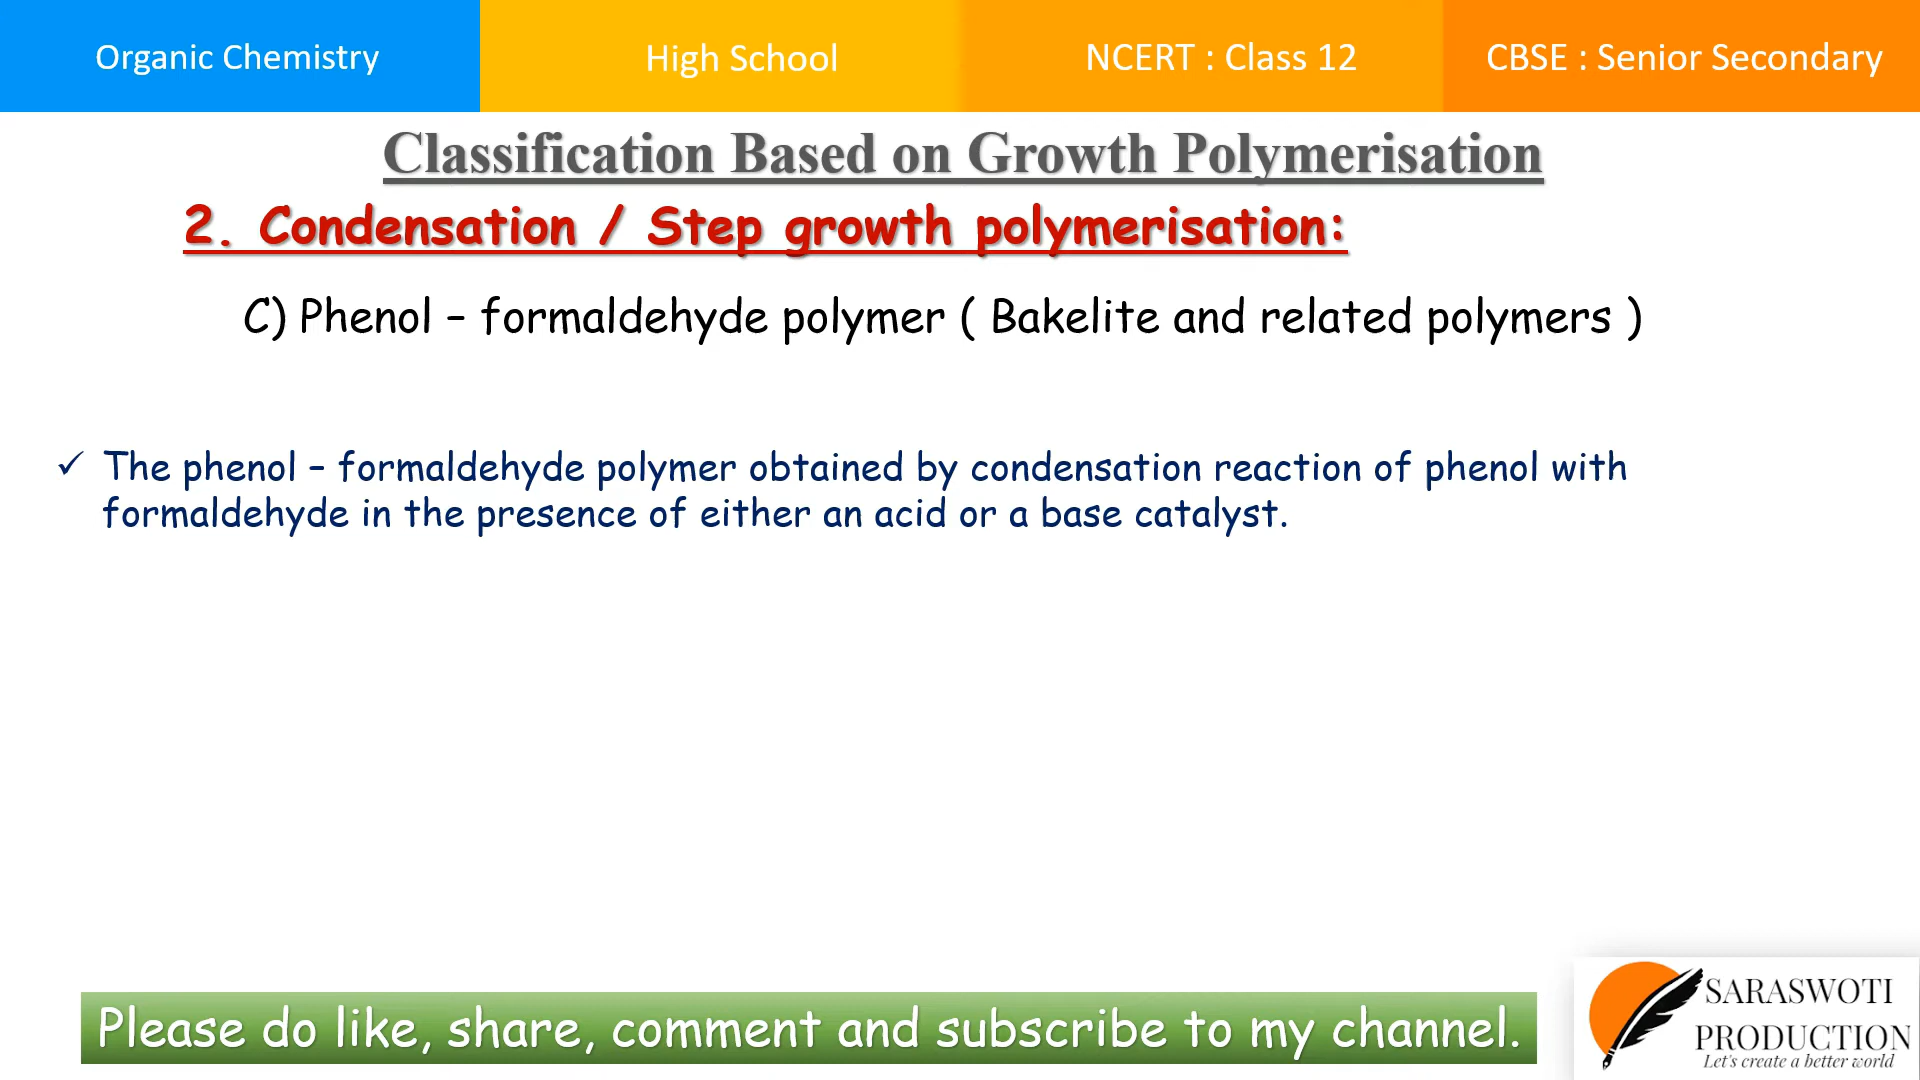 Organic Chemistry
High School
NCERT : Class 12
CBSE : Senior Secondary
Classification Based on Growth Polymerisation
2. Condensation / Step growth polymerisation:
C) Phenol – formaldehyde polymer ( Bakelite and related polymers )
✓ The phenol – formaldehyde polymer obtained by condensation reaction of phenol with
formaldehyde in the presence of either an acid or a base catalyst.
Please do like, share, comment and subscribe to my channel.
SARASWOTI
PRODUCTION
Let's create a better world